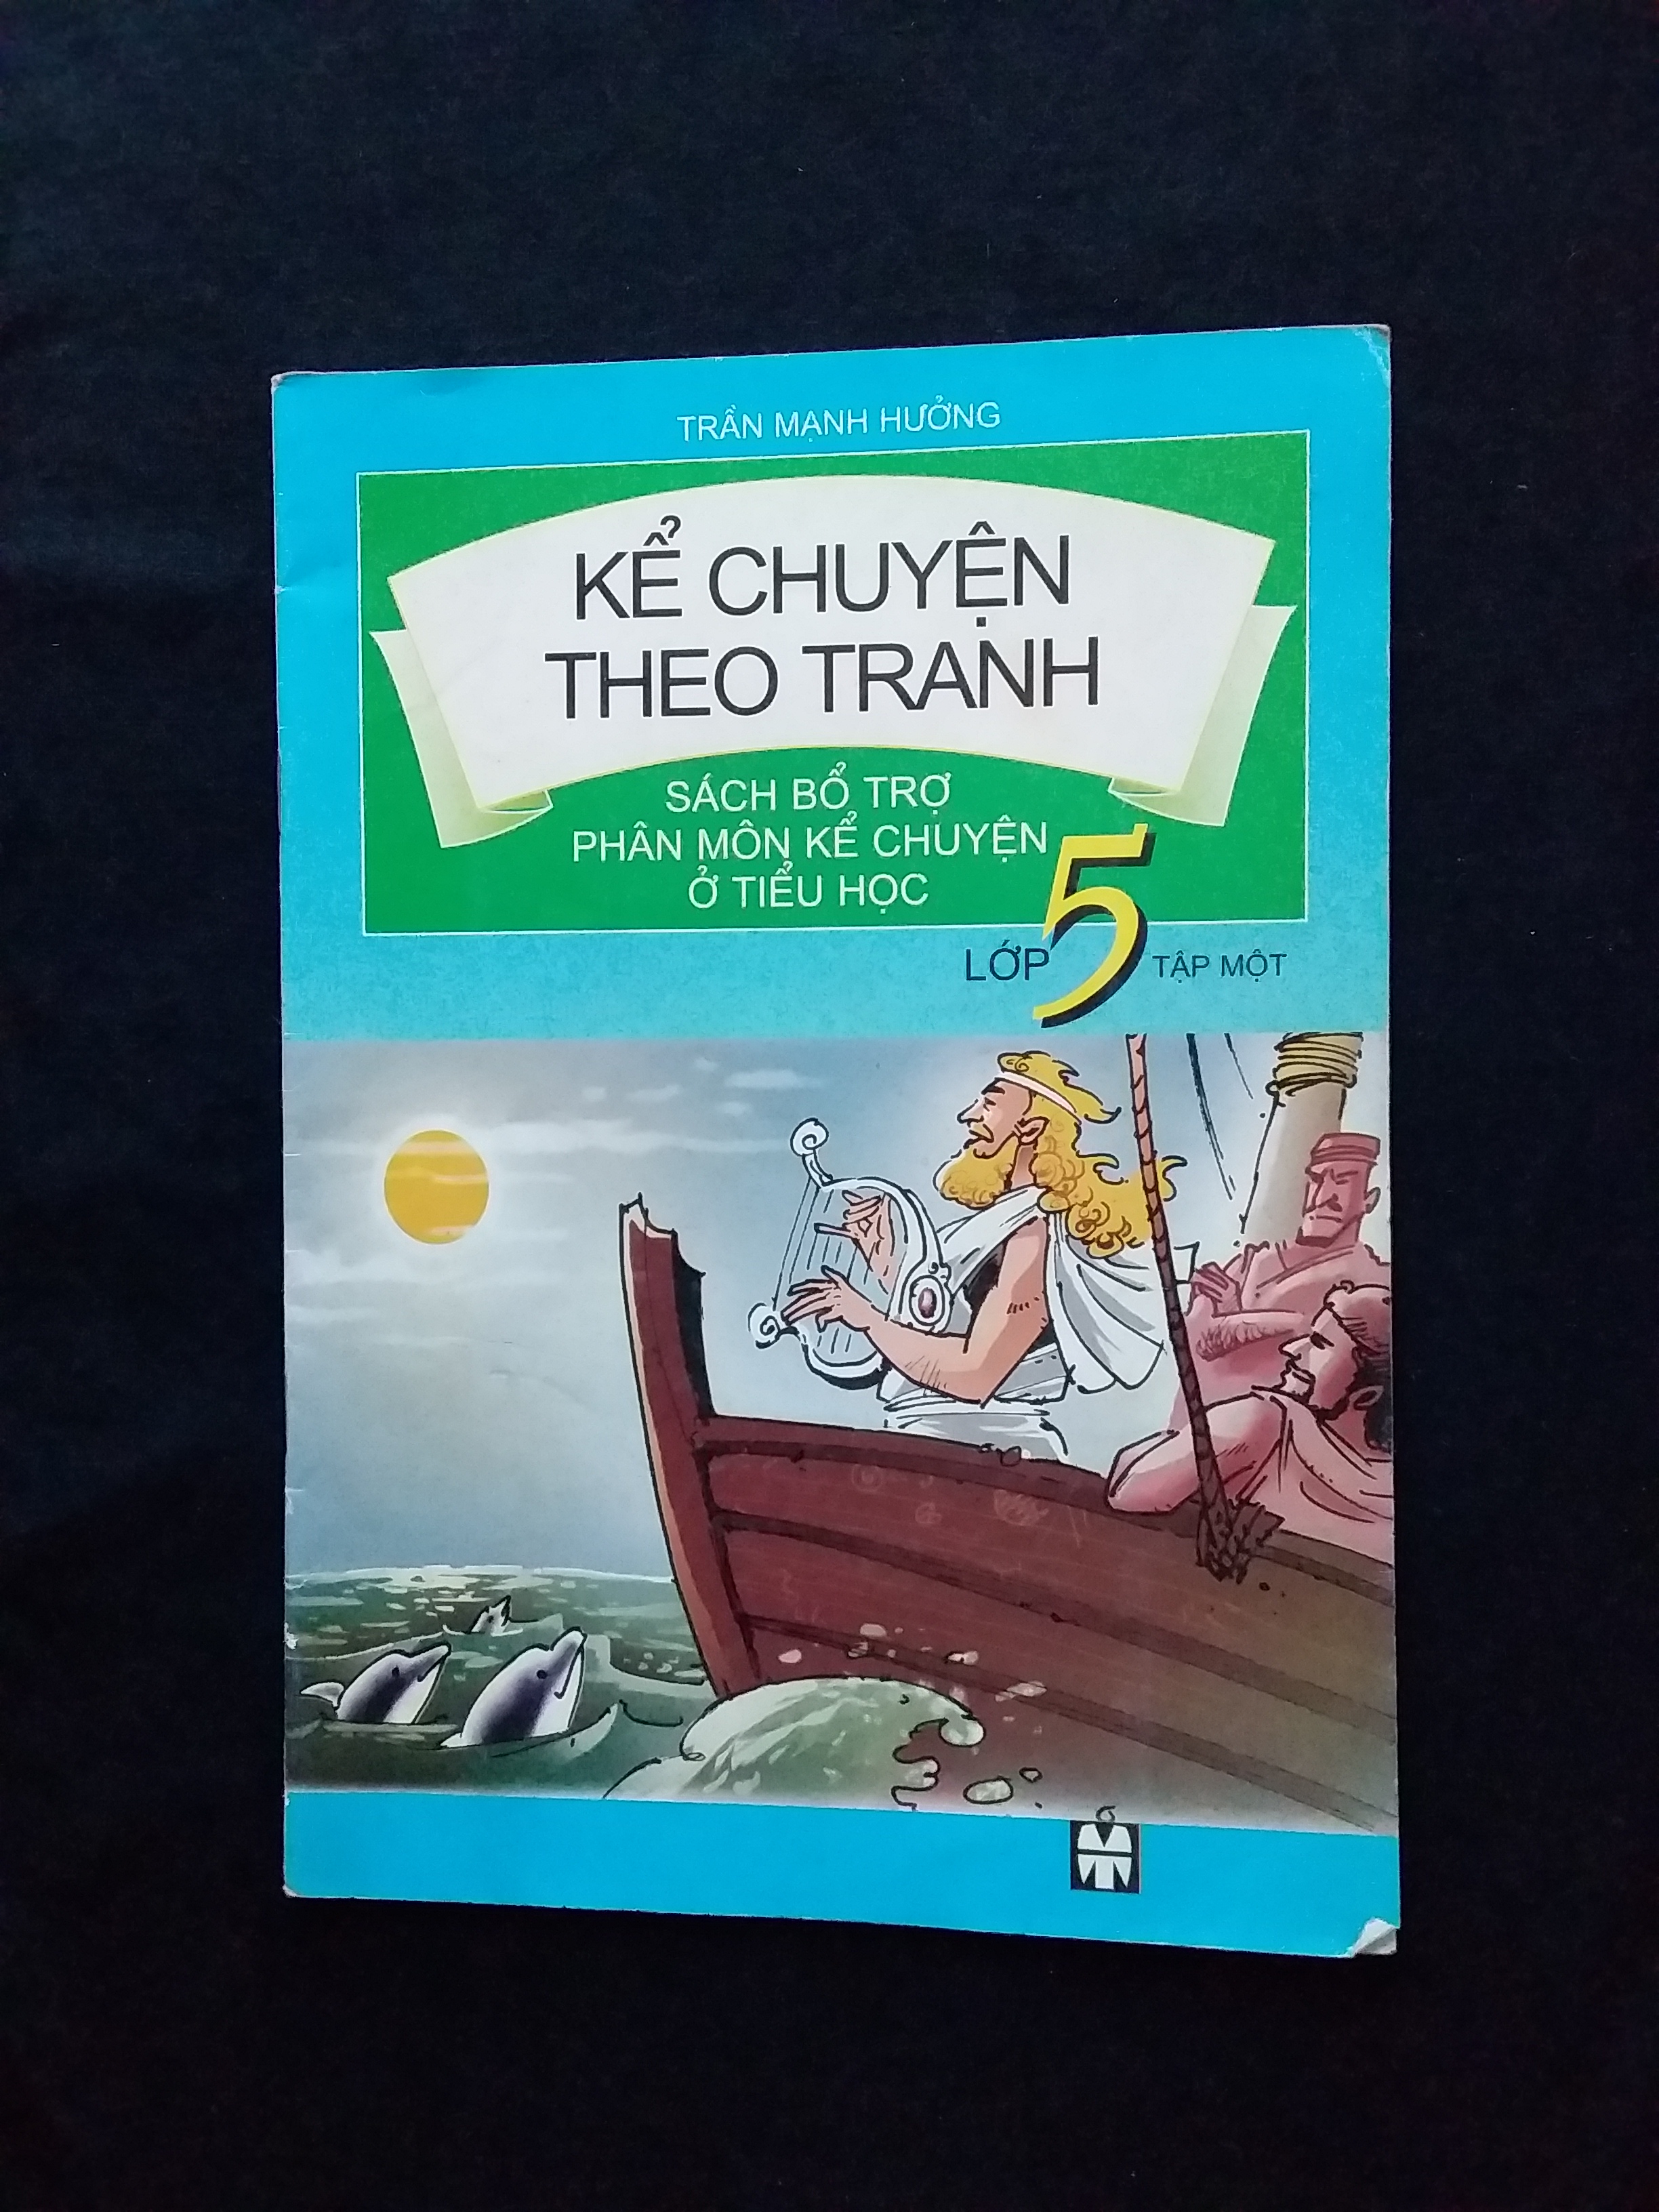 TRẦN MẠNH HƯỞNG
KỂ CHUYỆN
THEO TRANH
SÁCH BỔ TRỢ
PHÂN MÔN KỂ CHUYỆN
Ở TIỂU HỌC
LỚP 5 TẬP MỘT